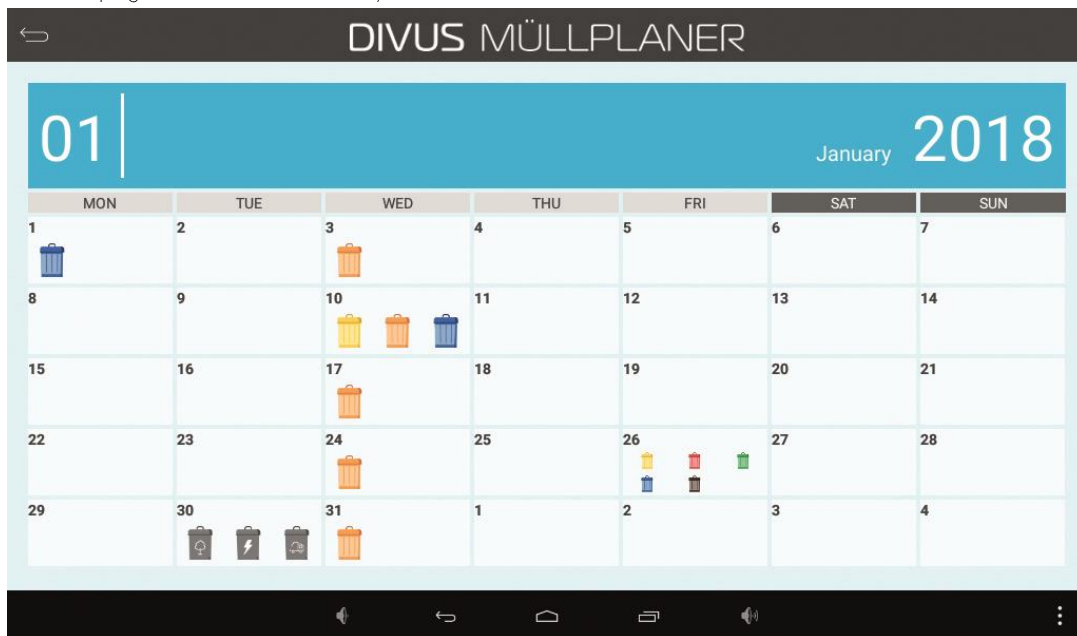 DIVUS MÜLLPLANER
01
January 2018
MON TUE WED THU FRI SAT SUN
1 2 3 4 5 6 7
8 9 10 11 12 13 14
15 16 17 18 19 20 21
22 23 24 25 26 27 28
29 30 31 1 2 3 4